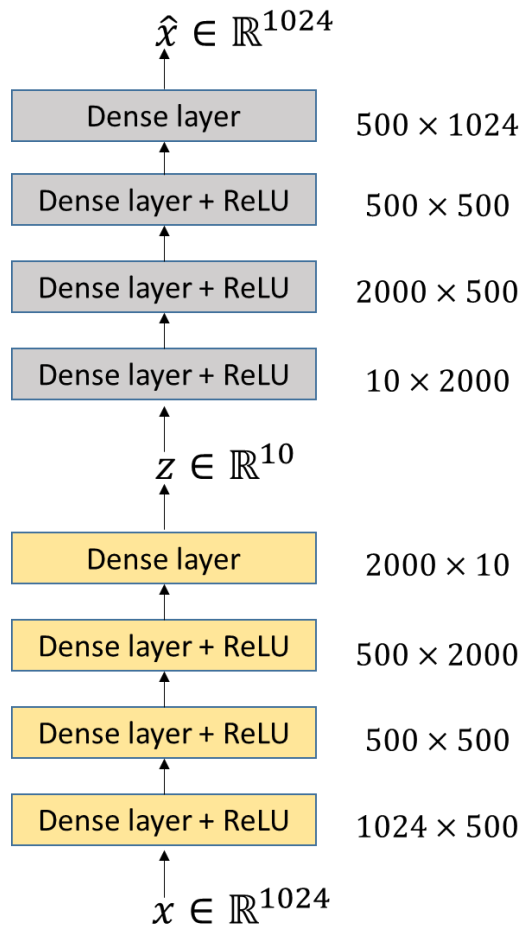 x̂ ∈ ℝ¹⁰²⁴
Dense layer 500 × 1024
Dense layer + ReLU 500 × 500
Dense layer + ReLU 2000 × 500
Dense layer + ReLU 10 × 2000
z ∈ ℝ¹⁰
Dense layer 2000 × 10
Dense layer + ReLU 500 × 2000
Dense layer + ReLU 500 × 500
Dense layer + ReLU 1024 × 500
x ∈ ℝ¹⁰²⁴